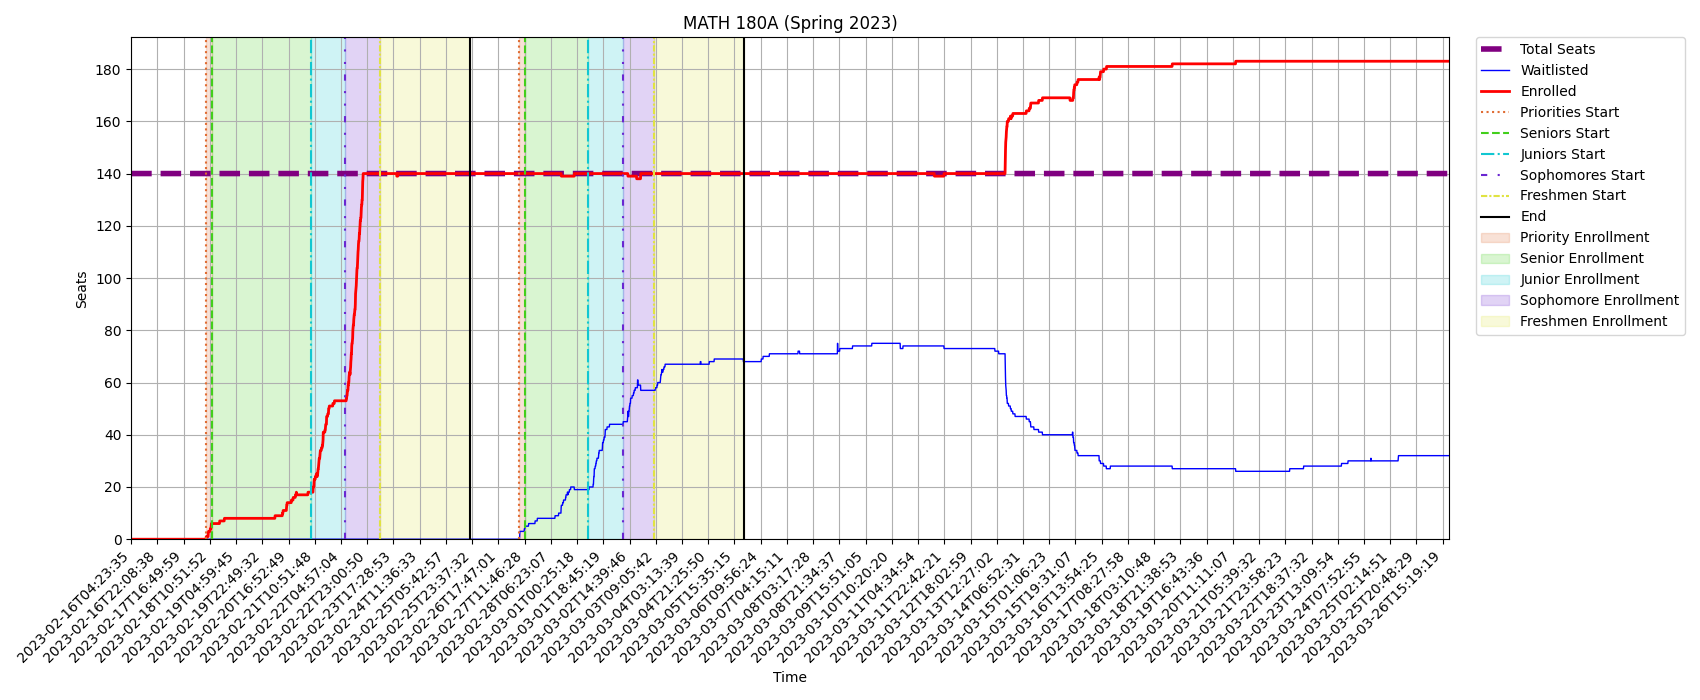 MATH 180A (Spring 2023)
Seats
180
160
140
120
100
80
60
40
20
0
2023-02-16T04:23:35
2023-02-16T22:08:38
2023-02-17T16:49:59
2023-02-18T10:51:52
2023-02-19T04:59:45
2023-02-19T22:49:32
2023-02-20T16:52:49
2023-02-21T10:51:48
2023-02-22T04:57:04
2023-02-22T23:00:50
2023-02-23T17:28:53
2023-02-24T11:36:33
2023-02-25T05:42:57
2023-02-25T23:37:32
2023-02-26T17:47:01
2023-02-27T11:46:28
2023-02-28T06:23:07
2023-03-01T00:25:18
2023-03-01T18:45:19
2023-03-02T14:39:46
2023-03-03T09:05:42
2023-03-04T03:13:39
2023-03-04T21:25:50
2023-03-05T15:35:15
2023-03-06T09:56:24
2023-03-07T04:15:11
2023-03-08T03:17:28
2023-03-08T21:34:37
2023-03-09T15:51:05
2023-03-10T10:20:20
2023-03-11T04:34:54
2023-03-11T22:42:21
2023-03-12T18:02:59
2023-03-13T12:27:02
2023-03-14T06:52:31
2023-03-15T01:06:23
2023-03-15T19:31:07
2023-03-16T13:54:25
2023-03-17T08:27:58
2023-03-18T03:10:48
2023-03-18T21:38:53
2023-03-19T16:43:36
2023-03-20T11:11:07
2023-03-21T05:39:32
2023-03-21T23:58:23
2023-03-22T18:37:32
2023-03-23T13:09:54
2023-03-24T07:52:55
2023-03-25T02:14:51
2023-03-25T20:48:29
2023-03-26T15:19:19
Time
Total Seats
Waitlisted
Enrolled
Priorities Start
Seniors Start
Juniors Start
Sophomores Start
Freshmen Start
End
Priority Enrollment
Senior Enrollment
Junior Enrollment
Sophomore Enrollment
Freshmen Enrollment